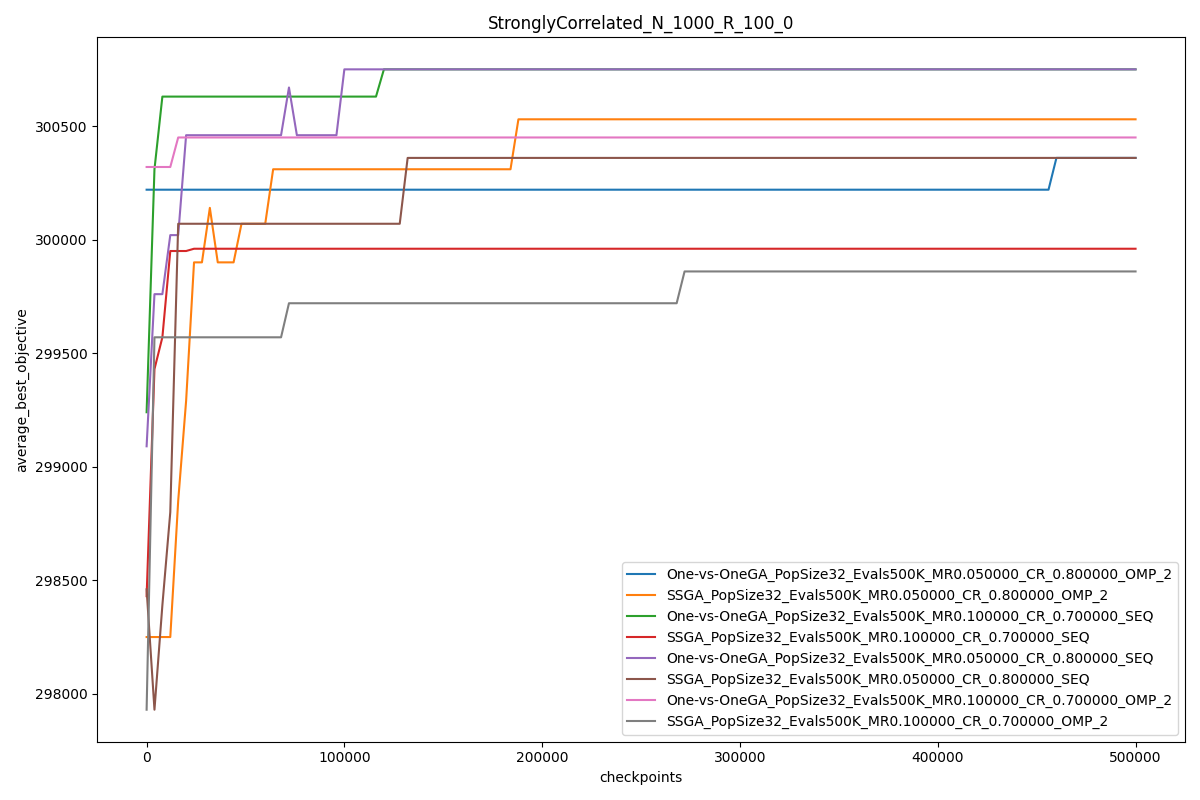 StronglyCorrelated_N_1000_R_100_0
average_best_objective
300500
300000
299500
299000
298500
298000
One-vs-OneGA_PopSize32_Evals500K_MR0.050000_CR_0.800000_OMP_2
SSGA_PopSize32_Evals500K_MR0.050000_CR_0.800000_OMP_2
One-vs-OneGA_PopSize32_Evals500K_MR0.100000_CR_0.700000_SEQ
SSGA_PopSize32_Evals500K_MR0.100000_CR_0.700000_SEQ
One-vs-OneGA_PopSize32_Evals500K_MR0.050000_CR_0.800000_SEQ
SSGA_PopSize32_Evals500K_MR0.050000_CR_0.800000_SEQ
One-vs-OneGA_PopSize32_Evals500K_MR0.100000_CR_0.700000_OMP_2
SSGA_PopSize32_Evals500K_MR0.100000_CR_0.700000_OMP_2
0 100000 200000 300000 400000 500000
checkpoints